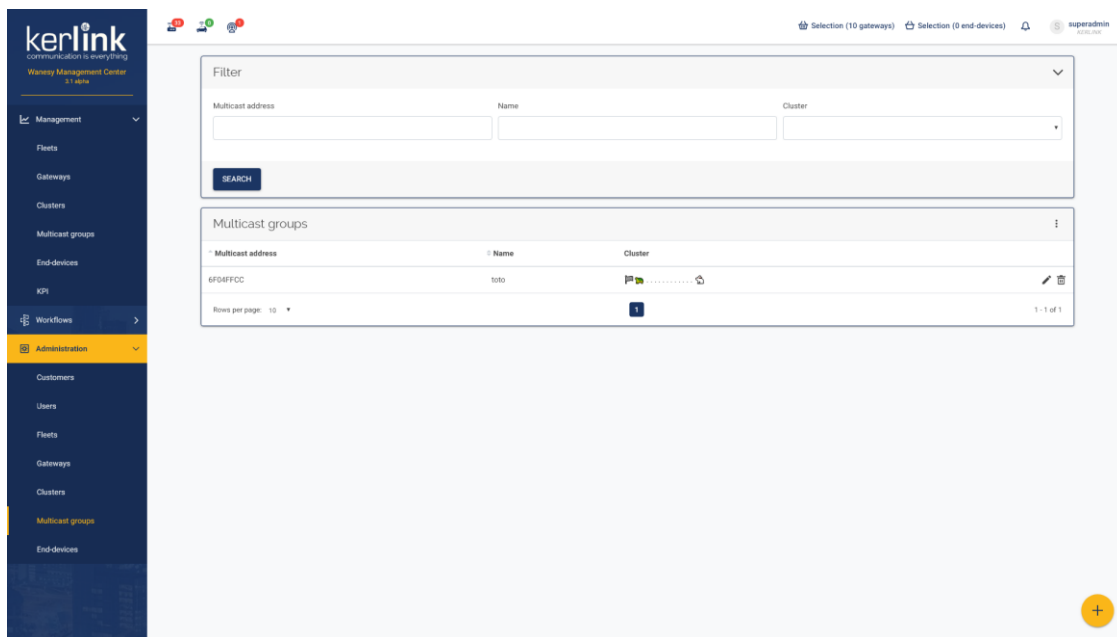 kerlink
communication is everything
Wanesy Management Center
3.1 alpha
Management
Fleets
Gateways
Clusters
Multicast groups
End-devices
KPI
Workflows
Administration
Customers
Users
Fleets
Gateways
Clusters
Multicast groups
End-devices
Selection (10 gateways) Selection (0 end-devices) S superadmin
KERLINK
Filter
Multicast address Name Cluster
SEARCH
Multicast groups
Multicast address Name Cluster
6F04FFCC toto ............
Rows per page: 10 1 1 - 1 of 1